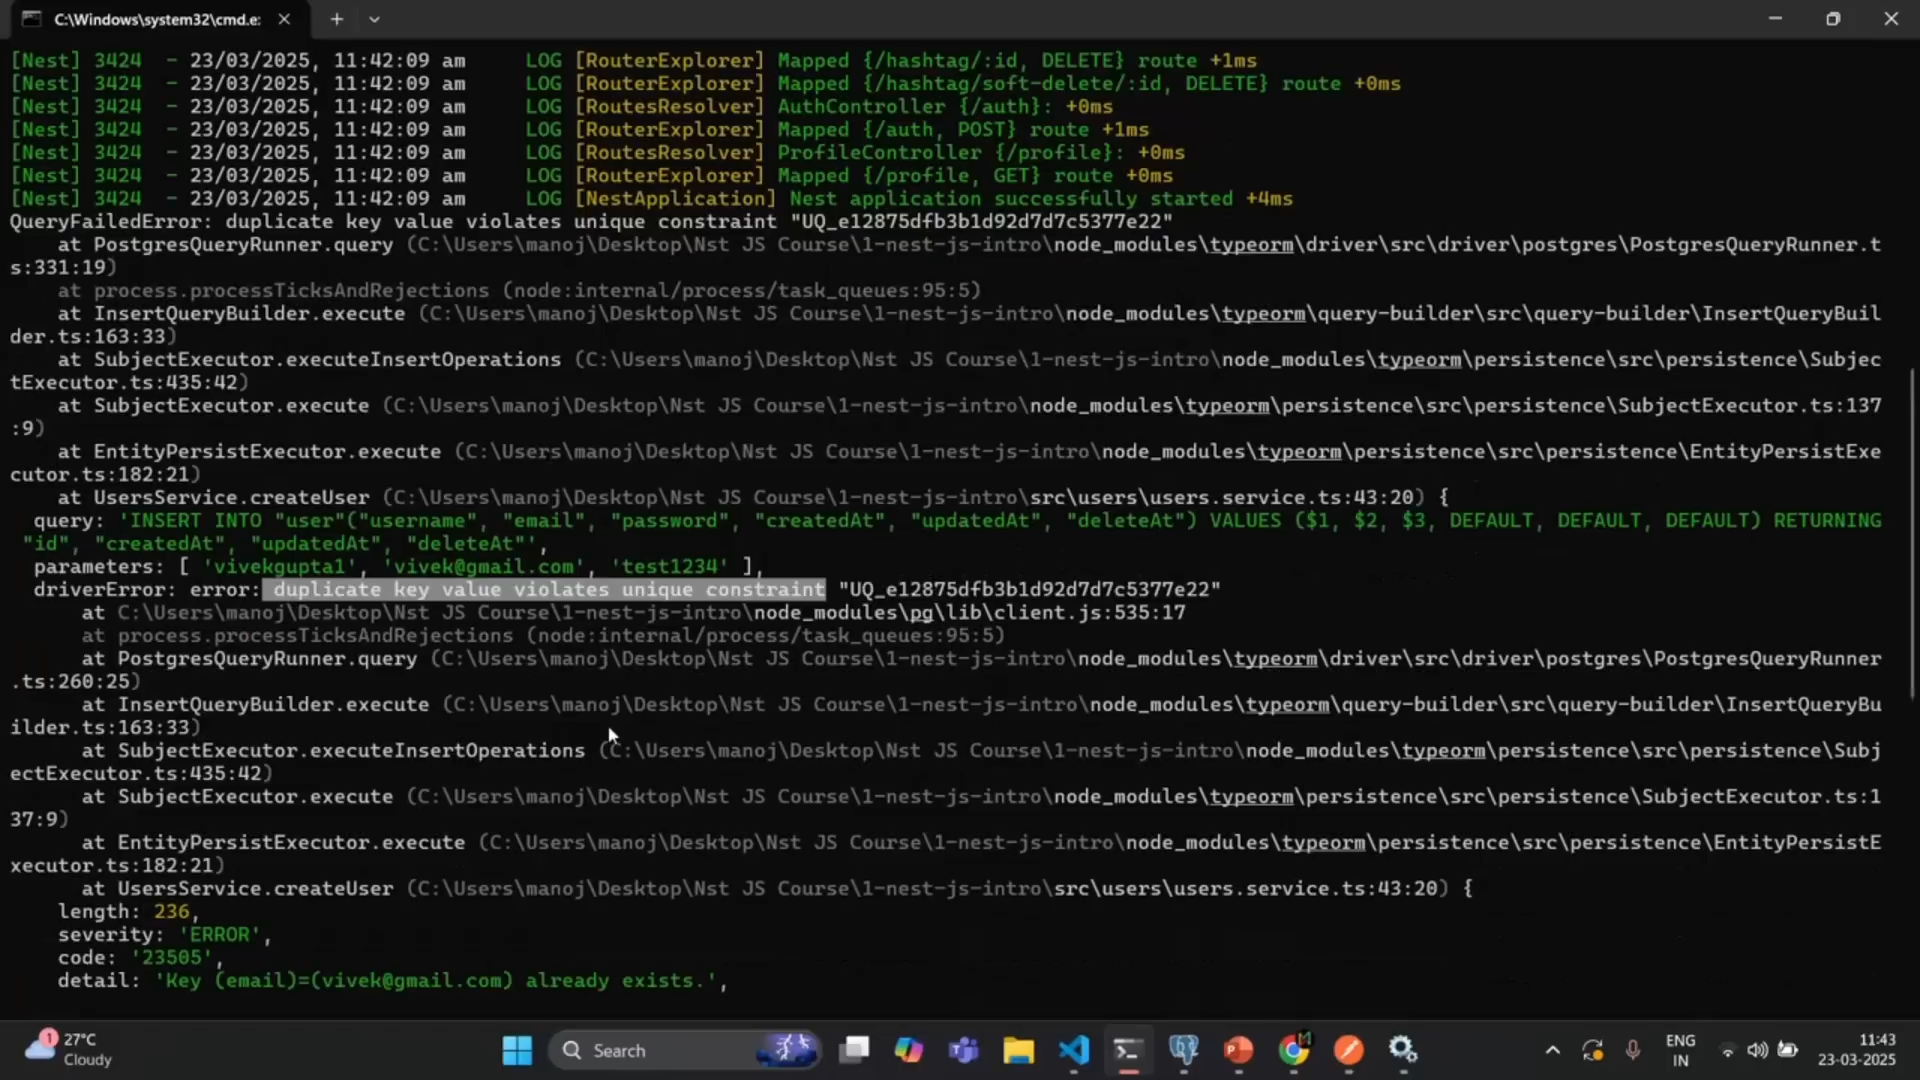 C:\Windows\system32\cmd.e:
[Nest] 3424  - 23/03/2025, 11:42:09 am     LOG [RouterExplorer] Mapped {/hashtag/:id, DELETE} route +1ms
[Nest] 3424  - 23/03/2025, 11:42:09 am     LOG [RouterExplorer] Mapped {/hashtag/soft-delete/:id, DELETE} route +0ms
[Nest] 3424  - 23/03/2025, 11:42:09 am     LOG [RoutesResolver] AuthController {/auth}: +0ms
[Nest] 3424  - 23/03/2025, 11:42:09 am     LOG [RouterExplorer] Mapped {/auth, POST} route +1ms
[Nest] 3424  - 23/03/2025, 11:42:09 am     LOG [RoutesResolver] ProfileController {/profile}: +0ms
[Nest] 3424  - 23/03/2025, 11:42:09 am     LOG [RouterExplorer] Mapped {/profile, GET} route +0ms
[Nest] 3424  - 23/03/2025, 11:42:09 am     LOG [NestApplication] Nest application successfully started +4ms
QueryFailedError: duplicate key value violates unique constraint "UQ_e12875dfb3b1d92d7d7c5377e22"
    at PostgresQueryRunner.query (C:\Users\manoj\Desktop\Nst JS Course\1-nest-js-intro\node_modules\typeorm\driver\src\driver\postgres\PostgresQueryRunner.t
s:331:19)
    at process.processTicksAndRejections (node:internal/process/task_queues:95:5)
    at InsertQueryBuilder.execute (C:\Users\manoj\Desktop\Nst JS Course\1-nest-js-intro\node_modules\typeorm\query-builder\src\query-builder\InsertQueryBuil
der.ts:163:33)
    at SubjectExecutor.executeInsertOperations (C:\Users\manoj\Desktop\Nst JS Course\1-nest-js-intro\node_modules\typeorm\persistence\src\persistence\Subjec
tExecutor.ts:435:42)
    at SubjectExecutor.execute (C:\Users\manoj\Desktop\Nst JS Course\1-nest-js-intro\node_modules\typeorm\persistence\src\persistence\SubjectExecutor.ts:137
:9)
    at EntityPersistExecutor.execute (C:\Users\manoj\Desktop\Nst JS Course\1-nest-js-intro\node_modules\typeorm\persistence\src\persistence\EntityPersistExe
cutor.ts:182:21)
    at UsersService.createUser (C:\Users\manoj\Desktop\Nst JS Course\1-nest-js-intro\src\users\users.service.ts:43:20) {
  query: 'INSERT INTO "user"("username", "email", "password", "createdAt", "updatedAt", "deleteAt") VALUES ($1, $2, $3, DEFAULT, DEFAULT, DEFAULT) RETURNING
 "id", "createdAt", "updatedAt", "deleteAt"',
  parameters: [ 'vivekgupta1', 'vivek@gmail.com', 'test1234' ],
  driverError: error: duplicate key value violates unique constraint "UQ_e12875dfb3b1d92d7d7c5377e22"
      at C:\Users\manoj\Desktop\Nst JS Course\1-nest-js-intro\node_modules\pg\lib\client.js:535:17
      at process.processTicksAndRejections (node:internal/process/task_queues:95:5)
      at PostgresQueryRunner.query (C:\Users\manoj\Desktop\Nst JS Course\1-nest-js-intro\node_modules\typeorm\driver\src\driver\postgres\PostgresQueryRunner
.ts:260:25)
      at InsertQueryBuilder.execute (C:\Users\manoj\Desktop\Nst JS Course\1-nest-js-intro\node_modules\typeorm\query-builder\src\query-builder\InsertQueryBu
ilder.ts:163:33)
      at SubjectExecutor.executeInsertOperations (C:\Users\manoj\Desktop\Nst JS Course\1-nest-js-intro\node_modules\typeorm\persistence\src\persistence\Subj
ectExecutor.ts:435:42)
      at SubjectExecutor.execute (C:\Users\manoj\Desktop\Nst JS Course\1-nest-js-intro\node_modules\typeorm\persistence\src\persistence\SubjectExecutor.ts:1
37:9)
      at EntityPersistExecutor.execute (C:\Users\manoj\Desktop\Nst JS Course\1-nest-js-intro\node_modules\typeorm\persistence\src\persistence\EntityPersistE
xecutor.ts:182:21)
      at UsersService.createUser (C:\Users\manoj\Desktop\Nst JS Course\1-nest-js-intro\src\users\users.service.ts:43:20) {
    length: 236,
    severity: 'ERROR',
    code: '23505',
    detail: 'Key (email)=(vivek@gmail.com) already exists.',
1
27°C
Cloudy
Search
ENG
IN
11:43
23-03-2025